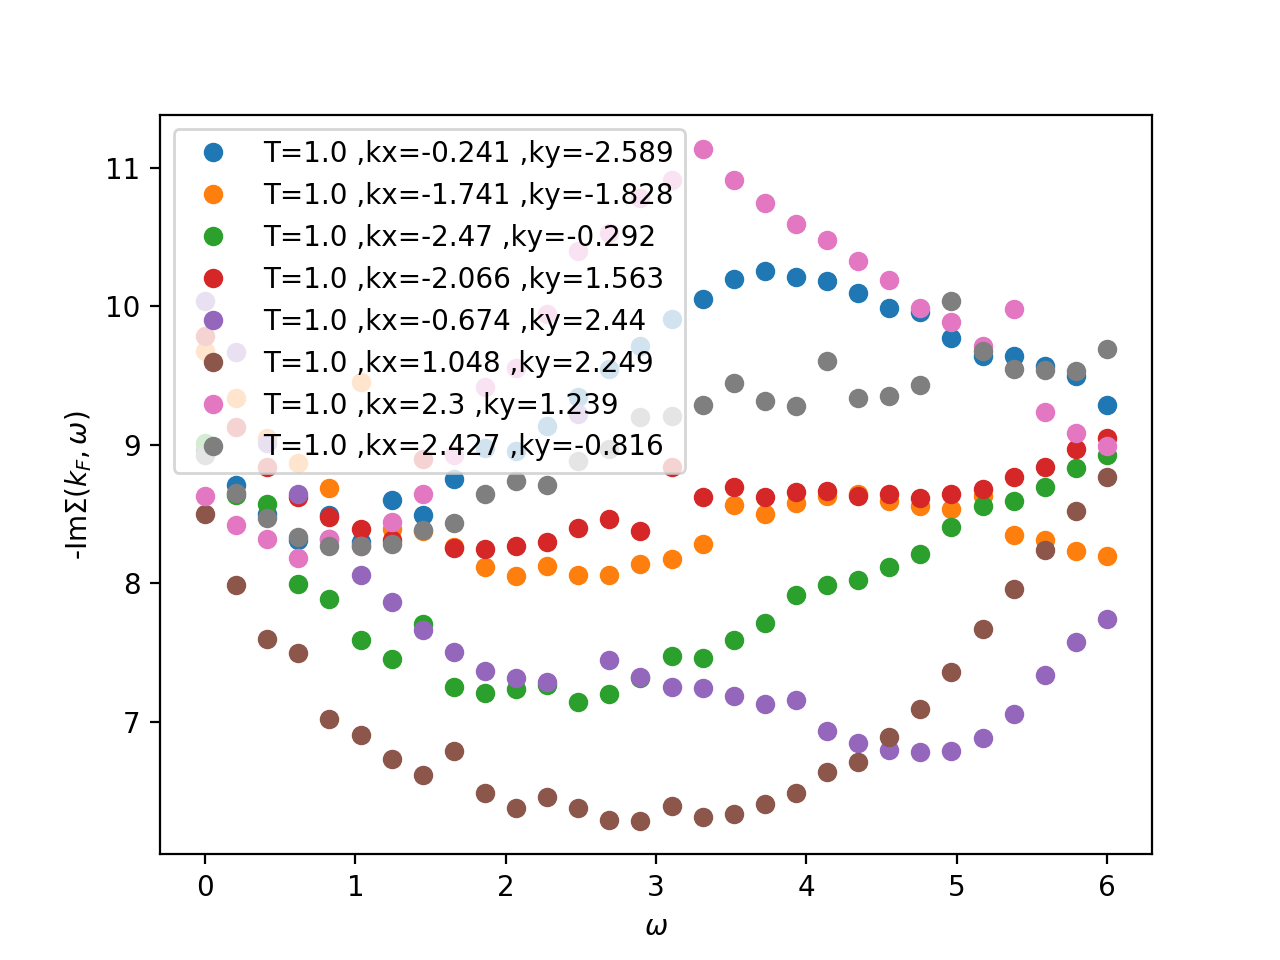 T=1.0 ,kx=-0.241 ,ky=-2.589
T=1.0 ,kx=-1.741 ,ky=-1.828
T=1.0 ,kx=-2.47 ,ky=-0.292
T=1.0 ,kx=-2.066 ,ky=1.563
T=1.0 ,kx=-0.674 ,ky=2.44
T=1.0 ,kx=1.048 ,ky=2.249
T=1.0 ,kx=2.3 ,ky=1.239
T=1.0 ,kx=2.427 ,ky=-0.816
11
10
9
8
7
-ImΣ(k_F, ω)
0 1 2 3 4 5 6
ω